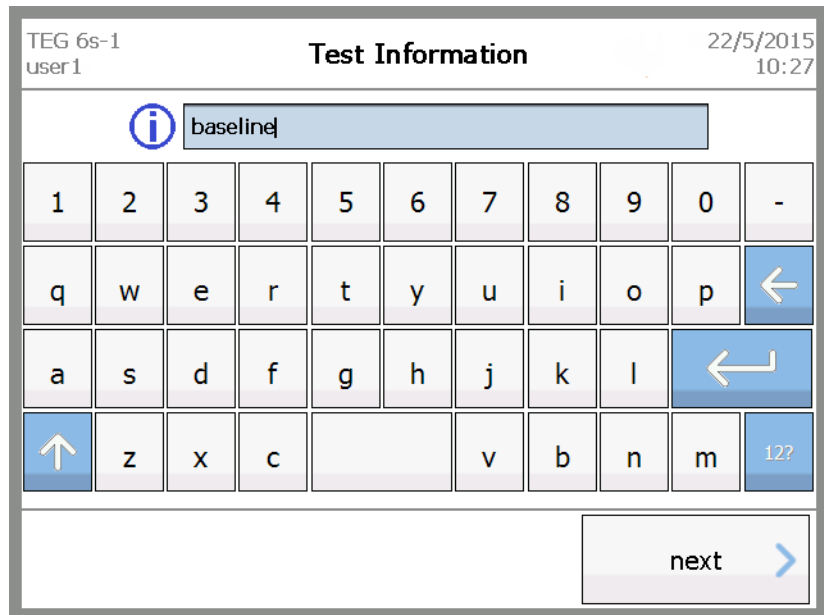 TEG 6s-1
user1
Test Information
22/5/2015
10:27
baseline
1 2 3 4 5 6 7 8 9 0 -
q w e r t y u i o p
a s d f g h j k l
z x c v b n m 12?
next